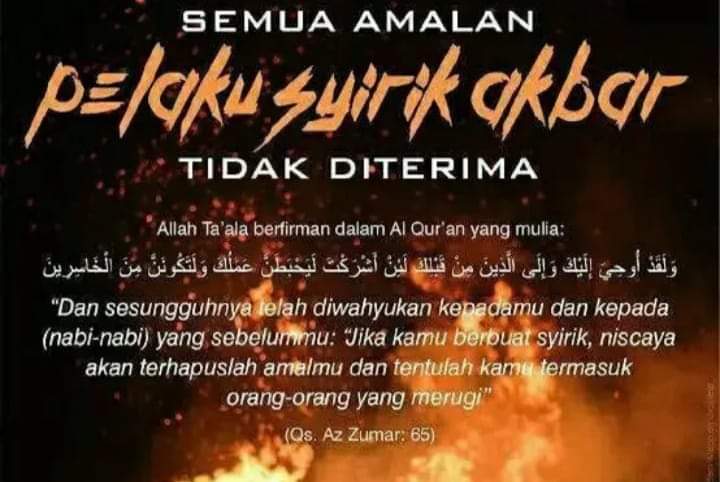 SEMUA AMALAN
pelaku syirik akbar
TIDAK DITERIMA
Allah Ta'ala berfirman dalam Al Qur'an yang mulia:
وَلَقَدْ أُوحِيَ إِلَيْكَ وَإِلَى الَّذِينَ مِنْ قَبْلِكَ لَئِنْ أَشْرَكْتَ لَيَحْبَطَنَّ عَمَلُكَ وَلَتَكُونَنَّ مِنَ الْخَاسِرِينَ
"Dan sesungguhnya telah diwahyukan kepadamu dan kepada
(nabi-nabi) yang sebelummu: "Jika kamu berbuat syirik, niscaya
akan terhapuslah amalmu dan tentulah kamu termasuk
orang-orang yang merugi"
(Qs. Az Zumar: 65)